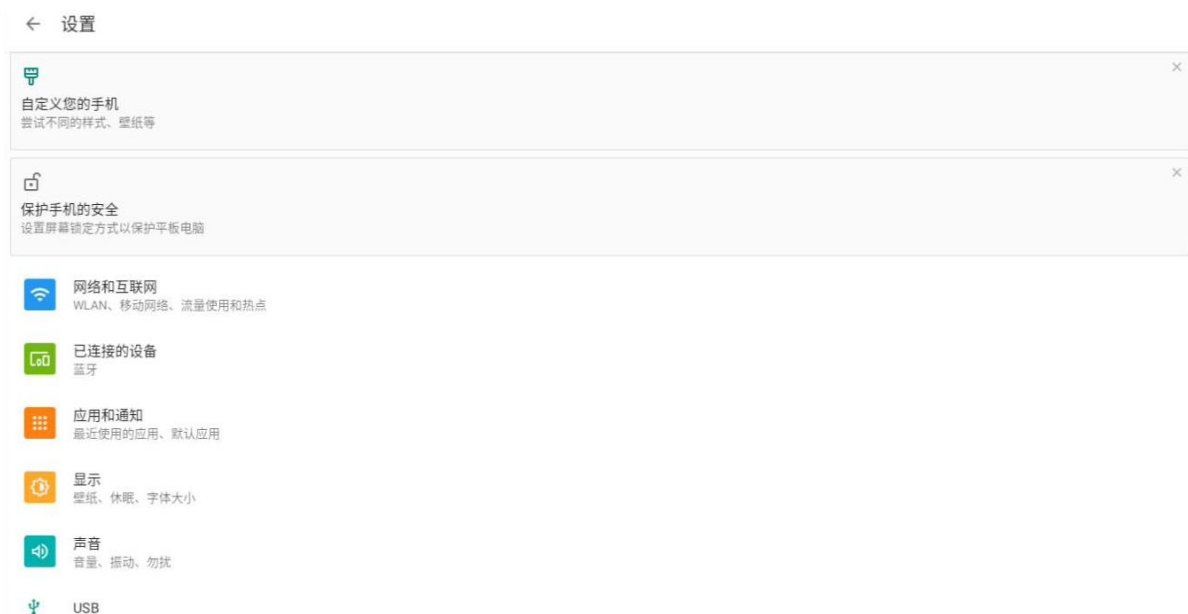 设置
自定义您的手机
尝试不同的样式、壁纸等
保护手机的安全
设置屏幕锁定方式以保护平板电脑
网络和互联网
WLAN、移动网络、流量使用和热点
已连接的设备
蓝牙
应用和通知
最近使用的应用、默认应用
显示
壁纸、休眠、字体大小
声音
音量、振动、勿扰
USB